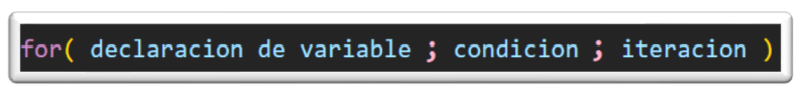 for( declaracion de variable ; condicion ; iteracion )